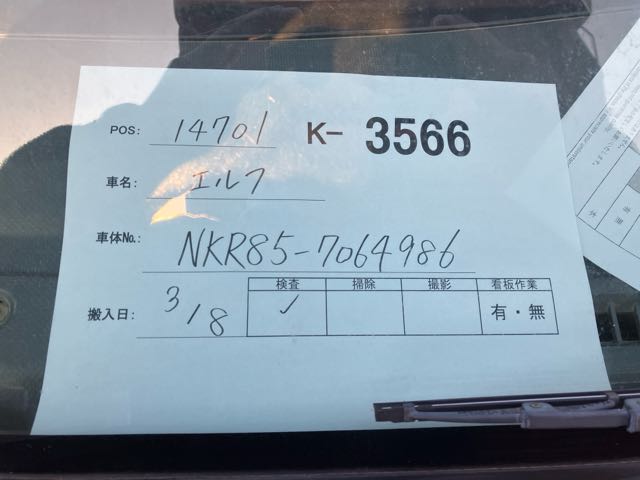 POS: 14701 K- 3566
車名: エルフ
車体No.: NKR85-7064986
搬入日: 3/8
検査 掃除 撮影 看板作業
✓ 有・無